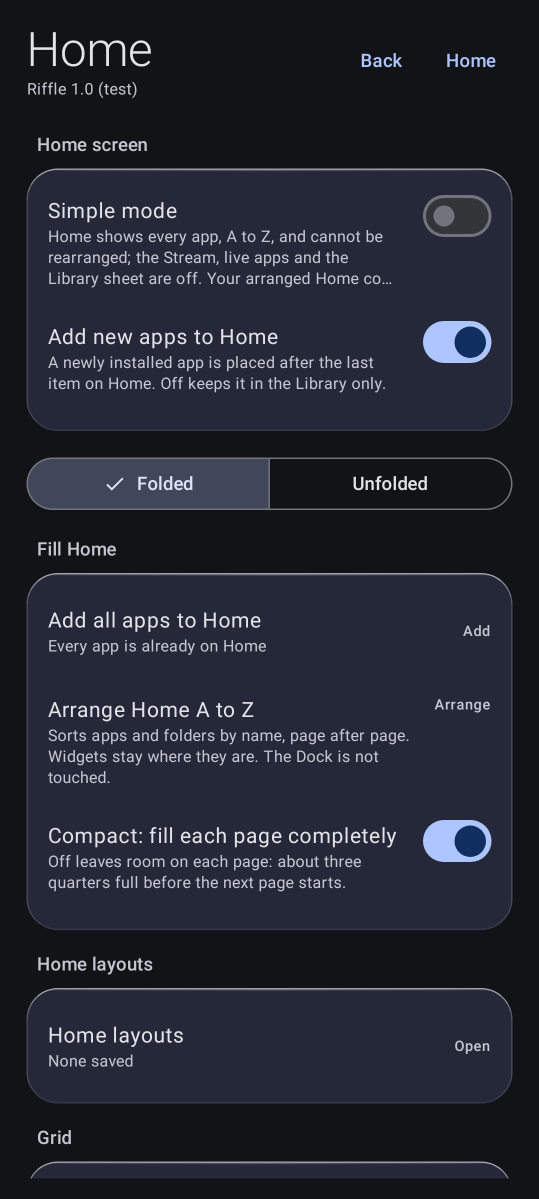 Home
Back
Home
Riffle 1.0 (test)
Home screen
Simple mode
Home shows every app, A to Z, and cannot be
rearranged; the Stream, live apps and the
Library sheet are off. Your arranged Home co…
Add new apps to Home
A newly installed app is placed after the last
item on Home. Off keeps it in the Library only.
Folded
Unfolded
Fill Home
Add all apps to Home
Every app is already on Home
Add
Arrange Home A to Z
Arrange
Sorts apps and folders by name, page after page.
Widgets stay where they are. The Dock is not
touched.
Compact: fill each page completely
Off leaves room on each page: about three
quarters full before the next page starts.
Home layouts
Home layouts
None saved
Open
Grid